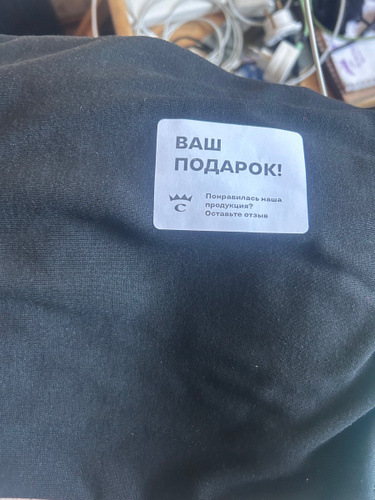 ВАШ
ПОДАРОК!
С
Понравилась наша
продукция?
Оставьте отзыв